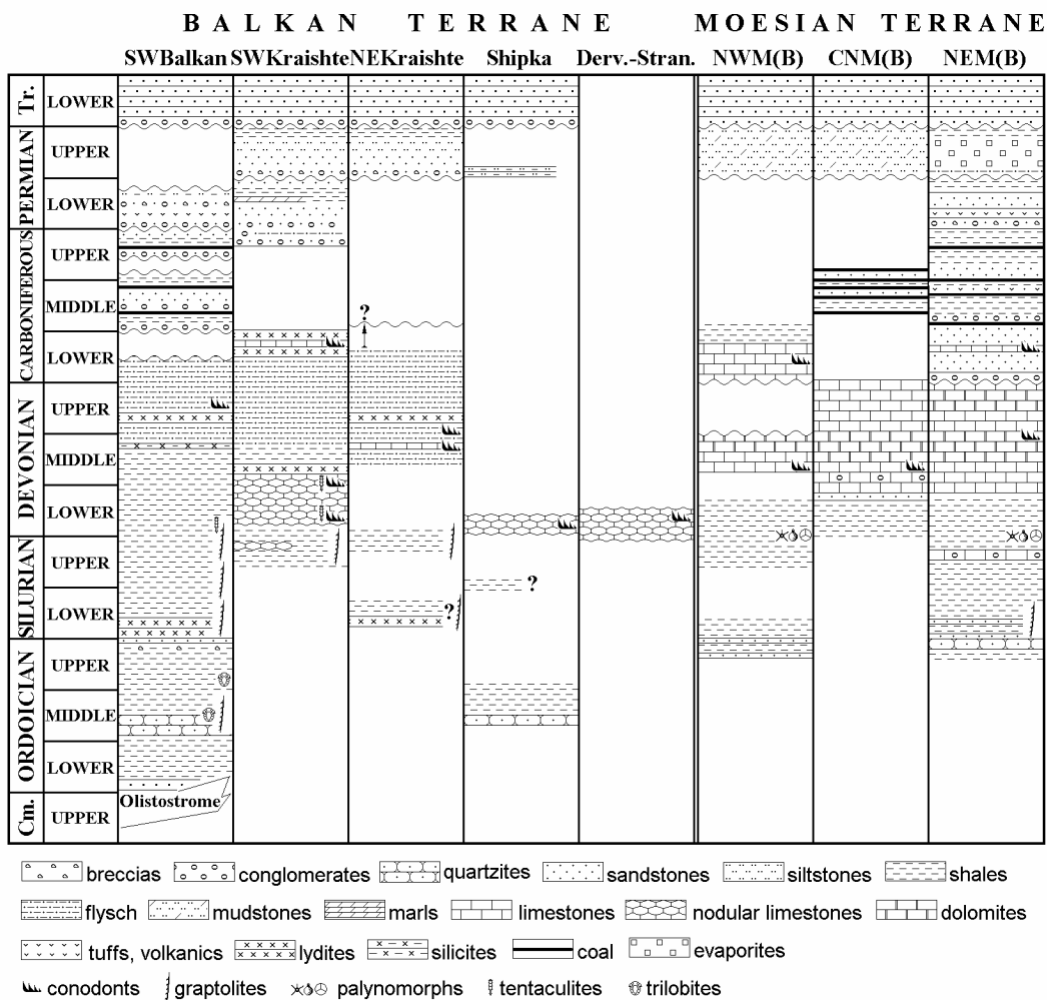 BALKAN TERRANE MOESIAN TERRANE
SWBalkan SWKraishte NEKraishte Shipka Derv.-Stran. NWM(B) CNM(B) NEM(B)
Tr.
LOWER
PERMIAN
UPPER
LOWER
CARBONIFEROUS
UPPER
MIDDLE
?
LOWER
DEVONIAN
UPPER
MIDDLE
LOWER
SILURIAN
UPPER
?
LOWER
?
ORDOICIAN
UPPER
MIDDLE
LOWER
Cm.
Olistostrome
UPPER
breccias conglomerates quartzites sandstones siltstones shales
flysch mudstones marls limestones nodular limestones dolomites
tuffs, volkanics lydites silicites coal evaporites
conodonts graptolites palynomorphs tentaculites trilobites